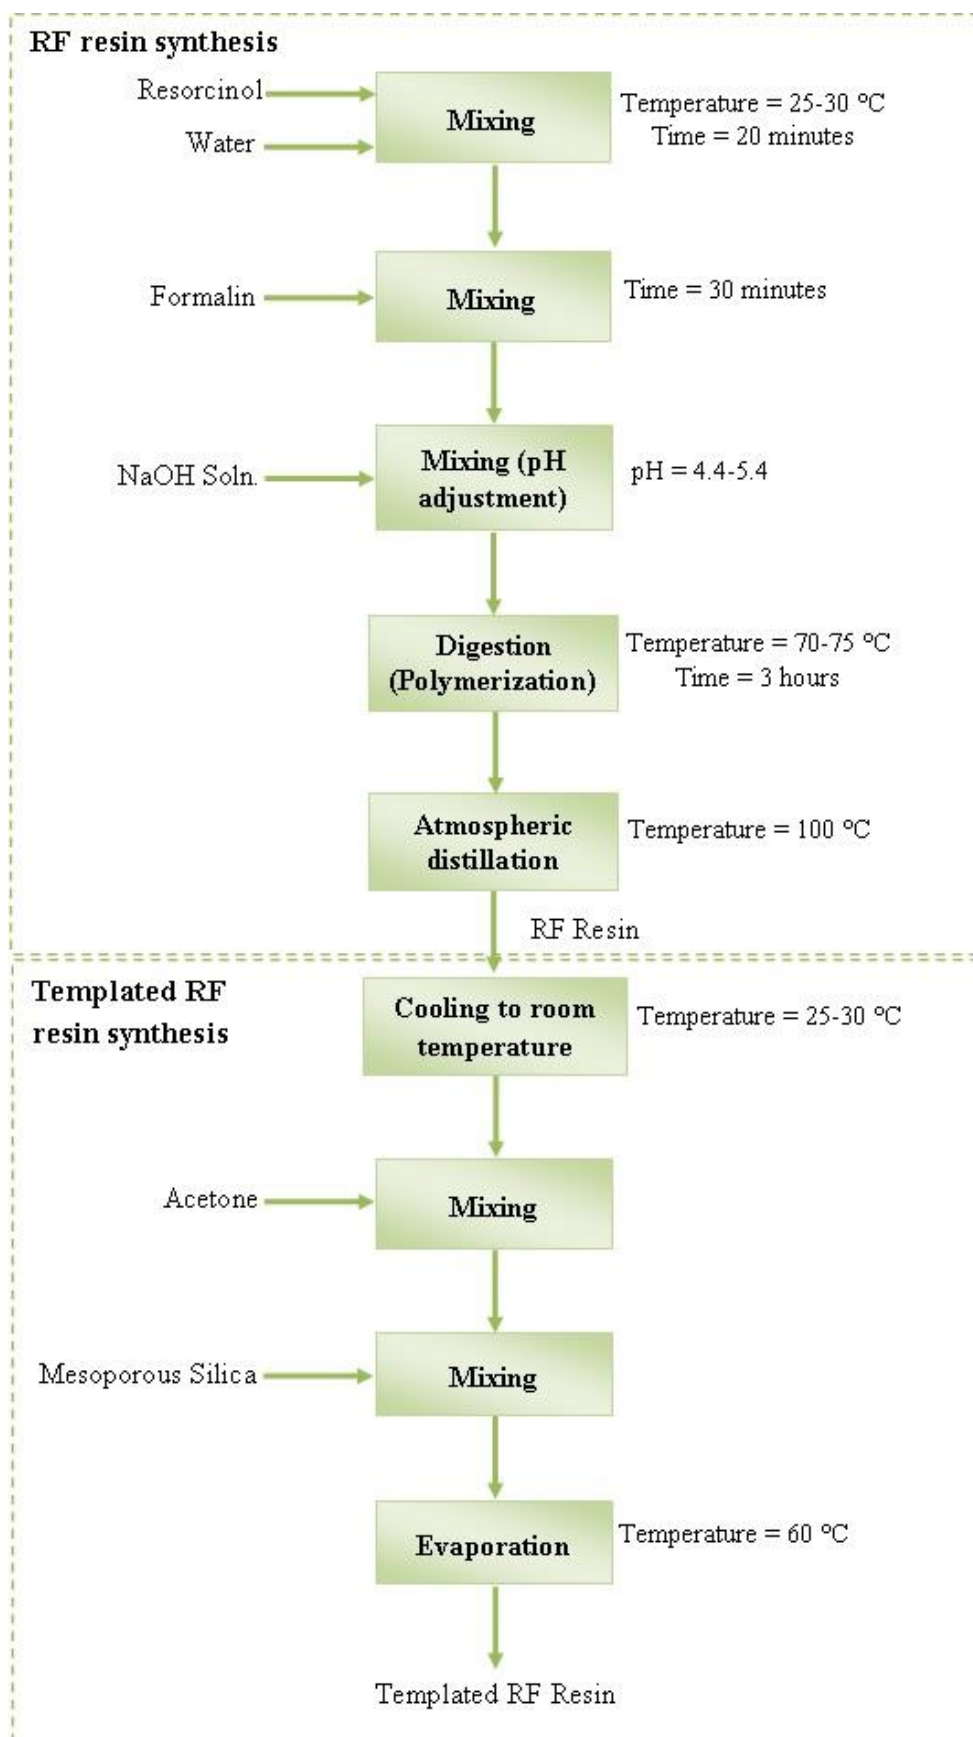 RF resin synthesis
Resorcinol
Water
Mixing
Temperature = 25-30 °C
Time = 20 minutes
Formalin
Mixing
Time = 30 minutes
NaOH Soln.
Mixing (pH
adjustment)
pH = 4.4-5.4
Digestion
(Polymerization)
Temperature = 70-75 °C
Time = 3 hours
Atmospheric
distillation
Temperature = 100 °C
RF Resin
Templated RF
resin synthesis
Cooling to room
temperature
Temperature = 25-30 °C
Acetone
Mixing
Mesoporous Silica
Mixing
Evaporation
Temperature = 60 °C
Templated RF Resin